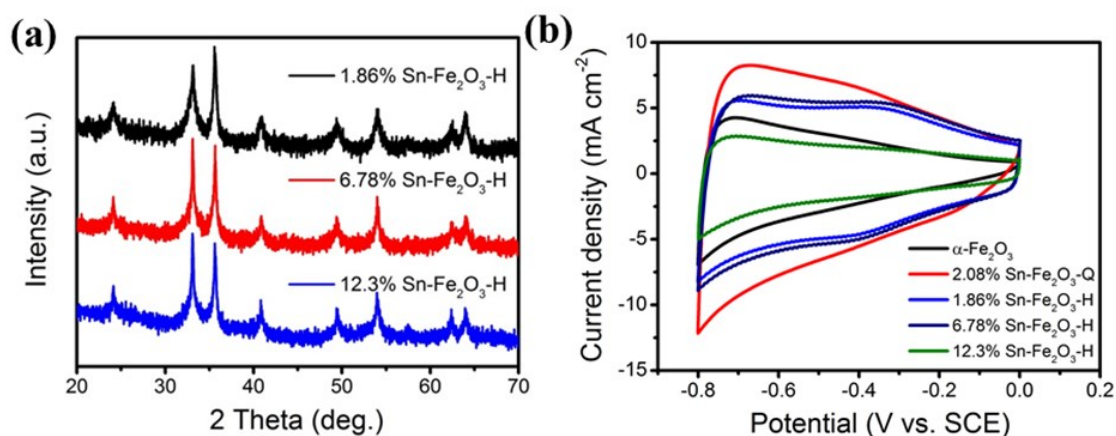 (a)
Intensity (a.u.)
1.86% Sn-Fe₂O₃-H
6.78% Sn-Fe₂O₃-H
12.3% Sn-Fe₂O₃-H
20 30 40 50 60 70
2 Theta (deg.)
(b)
Current density (mA cm⁻²)
10
5
0
-5
-10
-15
α-Fe₂O₃
2.08% Sn-Fe₂O₃-Q
1.86% Sn-Fe₂O₃-H
6.78% Sn-Fe₂O₃-H
12.3% Sn-Fe₂O₃-H
-0.8 -0.6 -0.4 -0.2 0.0 0.2
Potential (V vs. SCE)